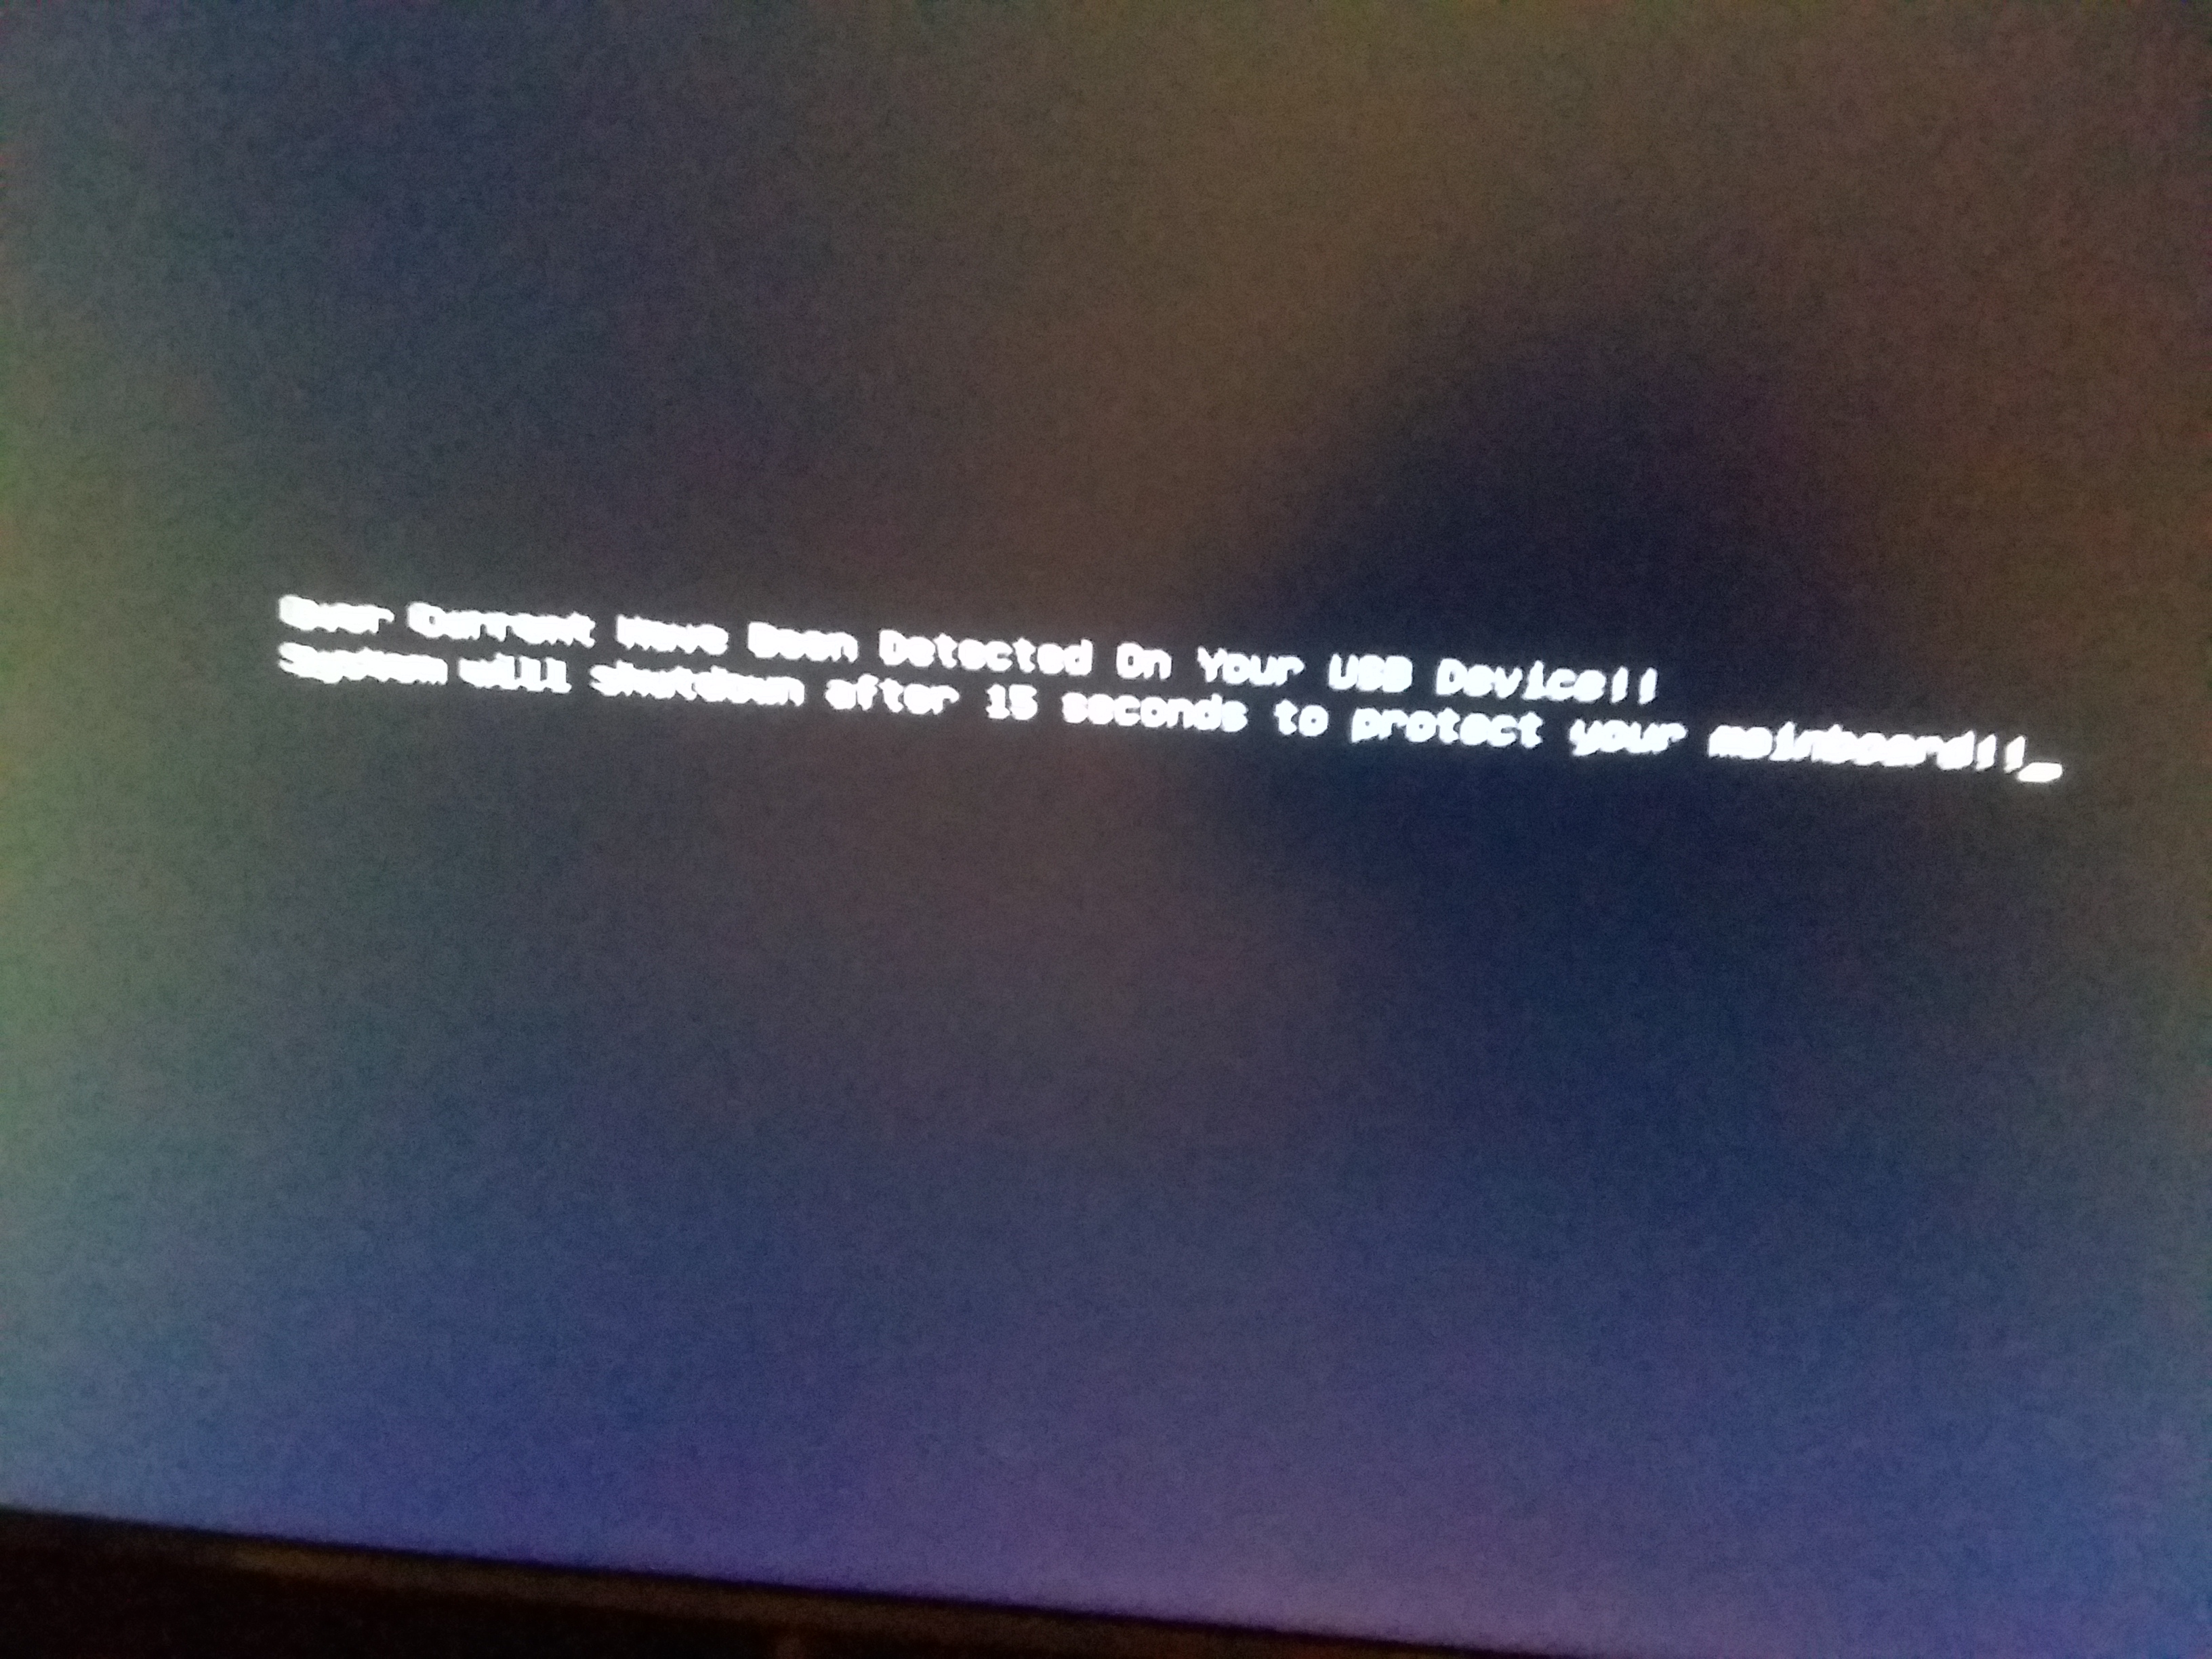 Over Current Have Been Detected On Your USB Device!!
System will shutdown after 15 seconds to protect your mainboard!!_